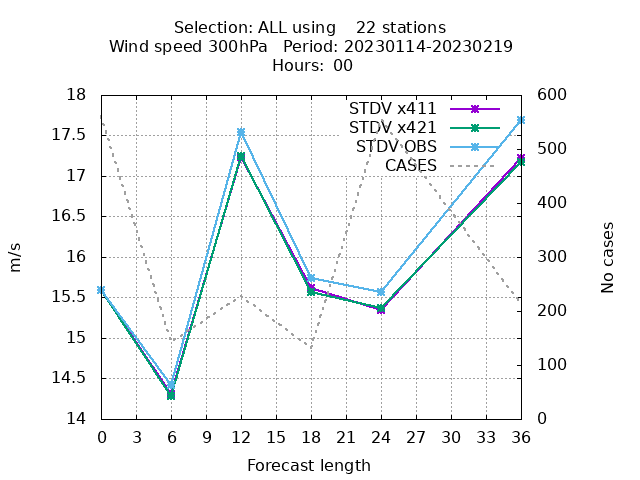 Selection: ALL using    22 stations
Wind speed 300hPa   Period: 20230114-20230219
Hours:  00
18
17.5
17
16.5
16
15.5
15
14.5
14
m/s
STDV x411
STDV x421
STDV OBS
CASES
600
500
400
300
200
100
0
No cases
0 3 6 9 12 15 18 21 24 27 30 33 36
Forecast length